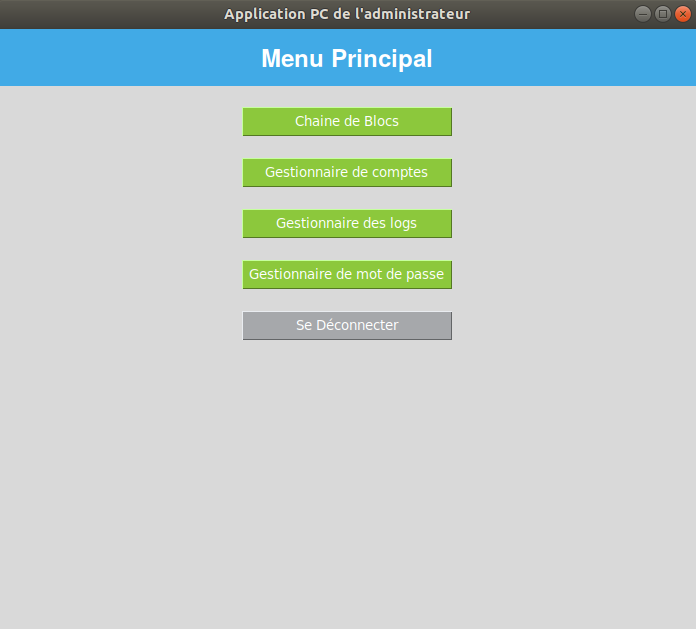 Application PC de l'administrateur
Menu Principal
Chaine de Blocs
Gestionnaire de comptes
Gestionnaire des logs
Gestionnaire de mot de passe
Se Déconnecter